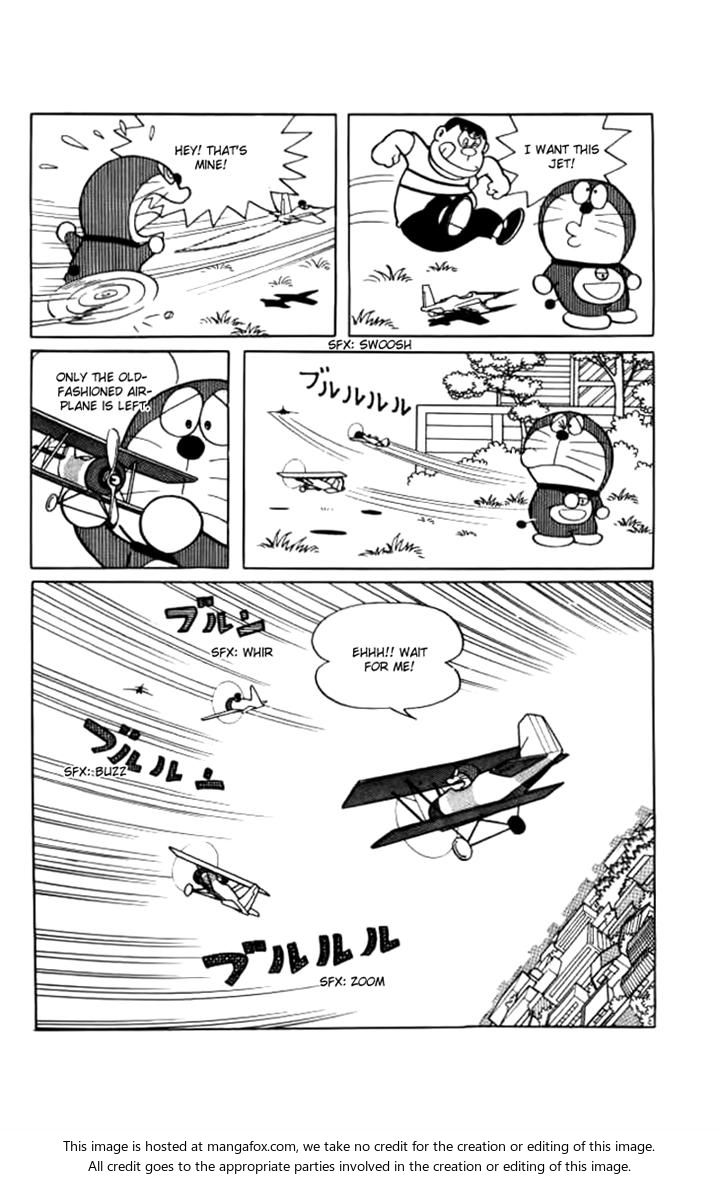 HEY! THAT'S
MINE!
I WANT THIS
JET!
SFX: SWOOSH
ONLY THE OLD-
FASHIONED AIR-
PLANE IS LEFT.
ブルルルル
ブルン
SFX: WHIR
EHHH!! WAIT
FOR ME!
ブルルン
SFX: BUZZ
ブルルル
SFX: ZOOM
This image is hosted at mangafox.com, we take no credit for the creation or editing of this image.
All credit goes to the appropriate parties involved in the creation or editing of this image.